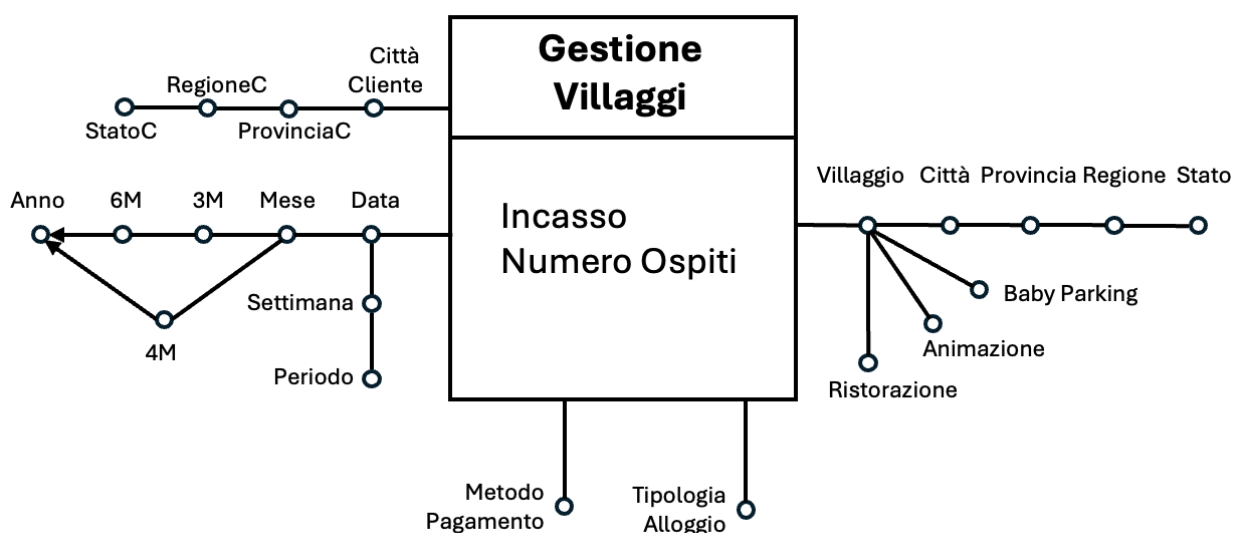 Gestione
Villaggi
Incasso
Numero Ospiti
Città
Cliente
RegioneC
ProvinciaC
StatoC
Anno
6M
3M
Mese
Data
4M
Settimana
Periodo
Villaggio
Città
Provincia
Regione
Stato
Baby Parking
Animazione
Ristorazione
Metodo
Pagamento
Tipologia
Alloggio